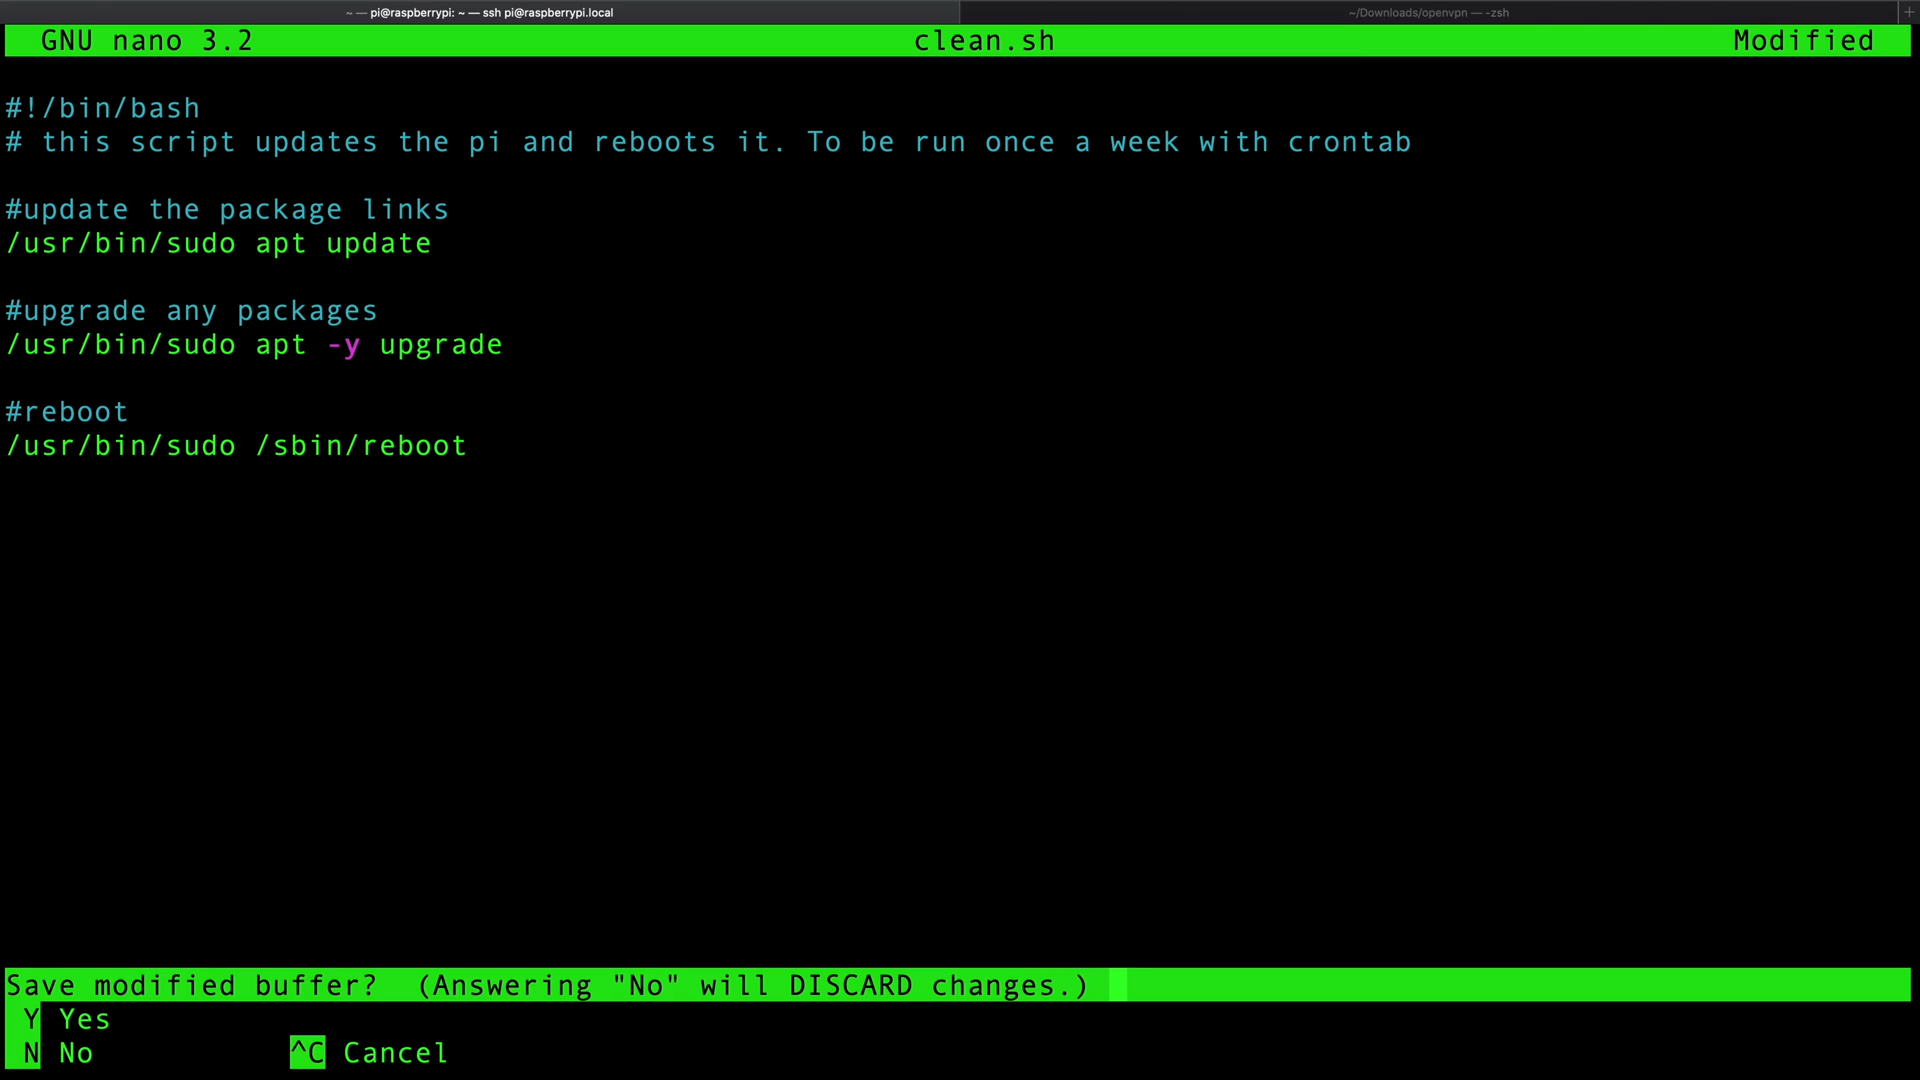 ~ — pi@raspberrypi: ~ — ssh pi@raspberrypi.local
~/Downloads/openvpn — -zsh
+
GNU nano 3.2 clean.sh Modified
#!/bin/bash
# this script updates the pi and reboots it. To be run once a week with crontab
#update the package links
/usr/bin/sudo apt update
#upgrade any packages
/usr/bin/sudo apt -y upgrade
#reboot
/usr/bin/sudo /sbin/reboot
Save modified buffer?  (Answering "No" will DISCARD changes.)
Y Yes
N No ^C Cancel